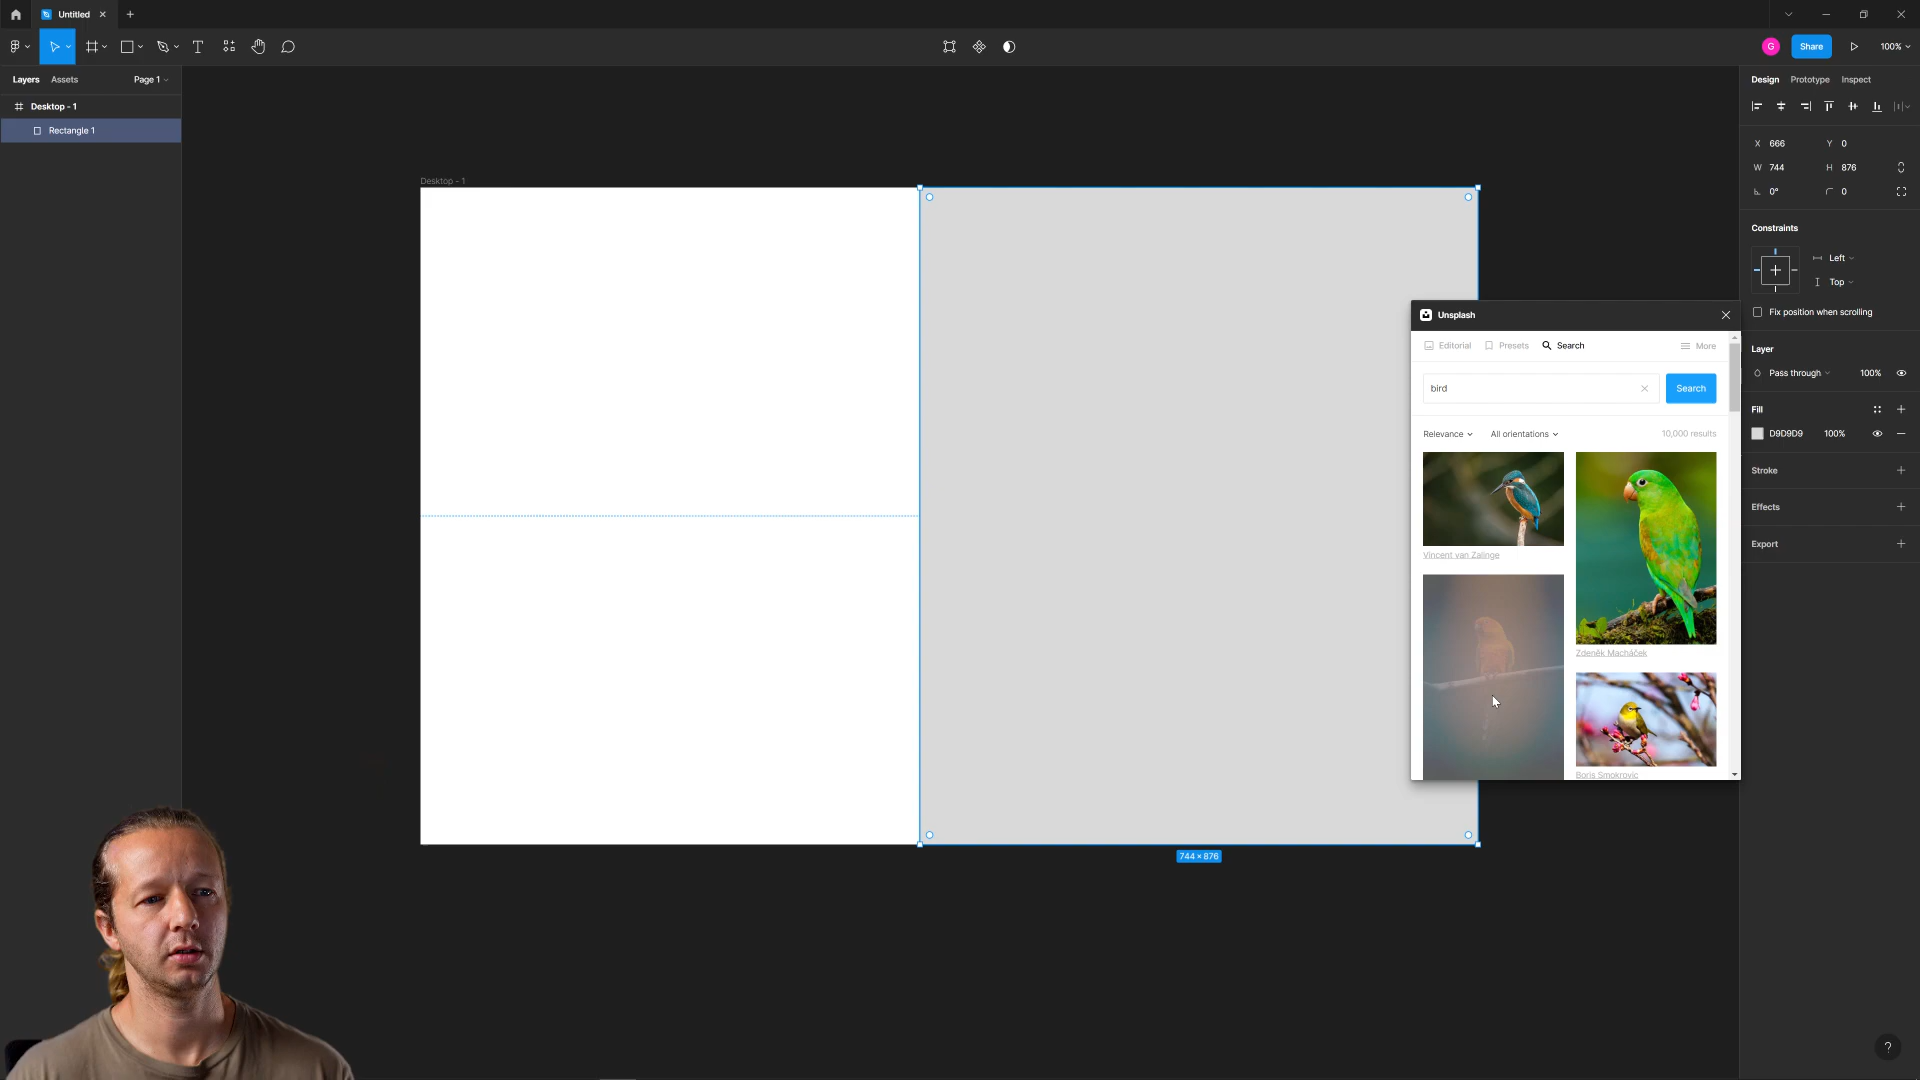 Untitled
G
Share
100%
Layers
Assets
Page 1
Design
Prototype
Inspect
Desktop - 1
Rectangle 1
X 666
Y 0
W 744
H 876
0°
0
Desktop - 1
Constraints
Left
Top
Fix position when scrolling
Unsplash
Editorial
Presets
Search
More
bird
Search
Relevance
All orientations
10,000 results
Vincent van Zalinge
Zdeněk Macháček
Boris Smokrovic
Layer
Pass through
100%
Fill
D9D9D9
100%
Stroke
Effects
Export
744 × 876
?